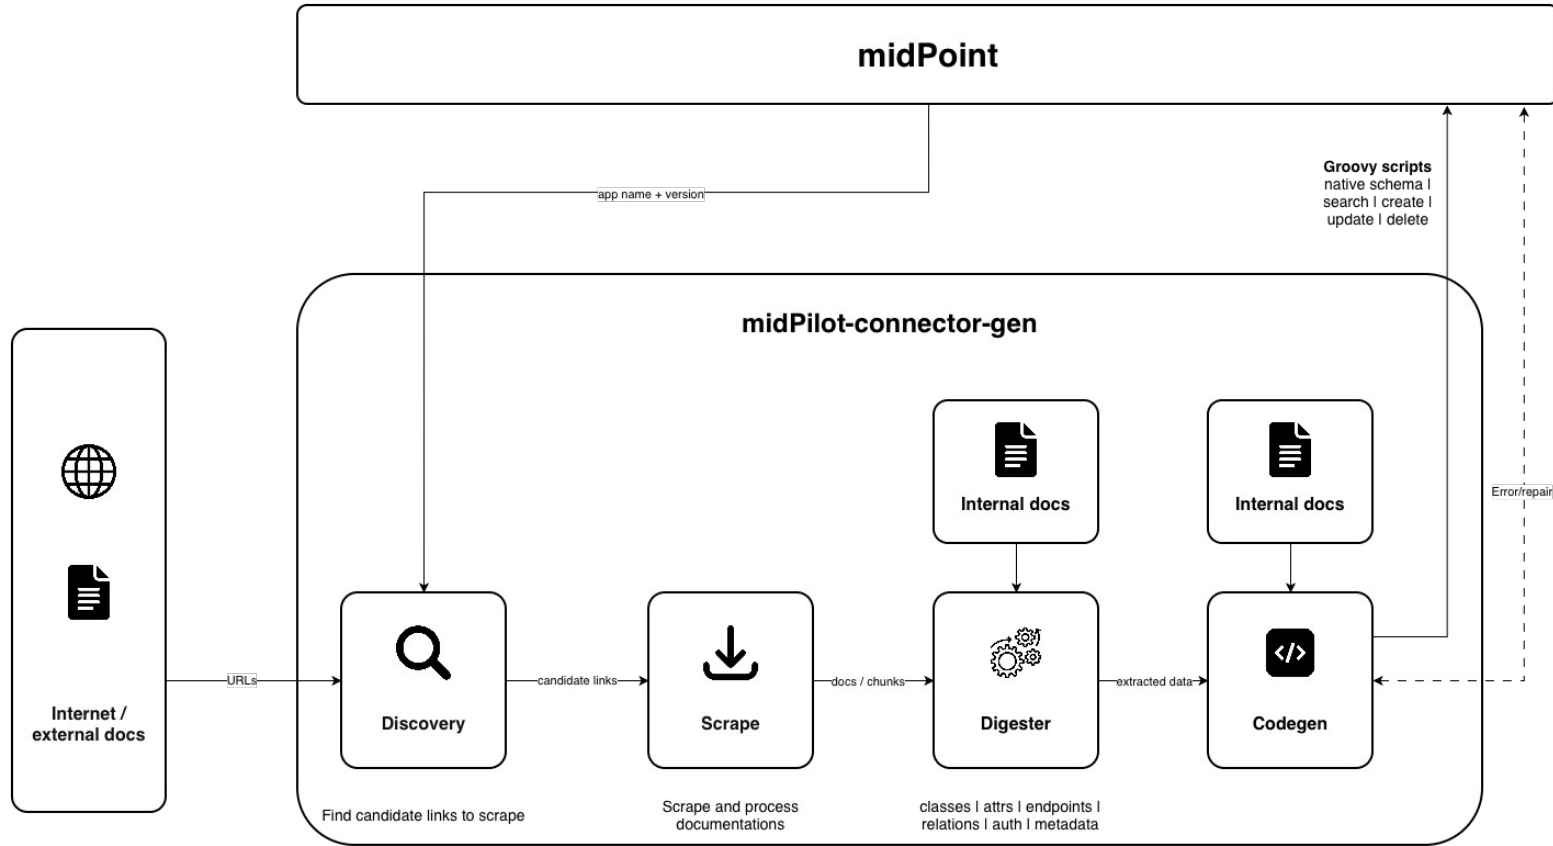 midPoint
app name + version
Groovy scripts
native schema |
search | create |
update | delete
midPilot-connector-gen
Internal docs
Internal docs
Error/repair
URLs
candidate links
docs / chunks
extracted data
Internet /
external docs
Discovery
Scrape
Digester
Codegen
Find candidate links to scrape
Scrape and process
documentations
classes | attrs | endpoints |
relations | auth | metadata